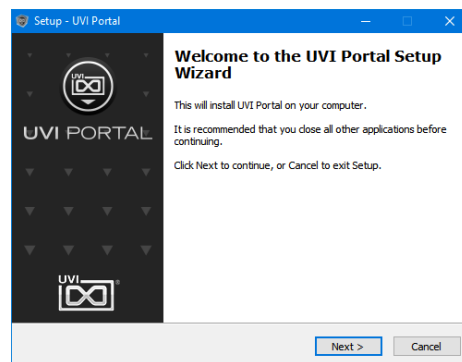 Setup - UVI Portal
Welcome to the UVI Portal Setup
Wizard
This will install UVI Portal on your computer.
It is recommended that you close all other applications before
continuing.
Click Next to continue, or Cancel to exit Setup.
UVI
UVI PORTAL
UVI
®
Next >
Cancel